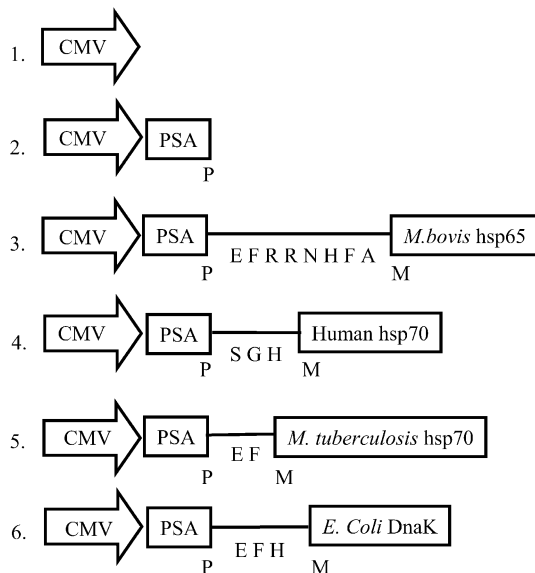 1. CMV
2. CMV PSA
P
3. CMV PSA M.bovis hsp65
P E F R R N H F A M
4. CMV PSA Human hsp70
P S G H M
5. CMV PSA M. tuberculosis hsp70
P E F M
6. CMV PSA E. Coli DnaK
P E F H M